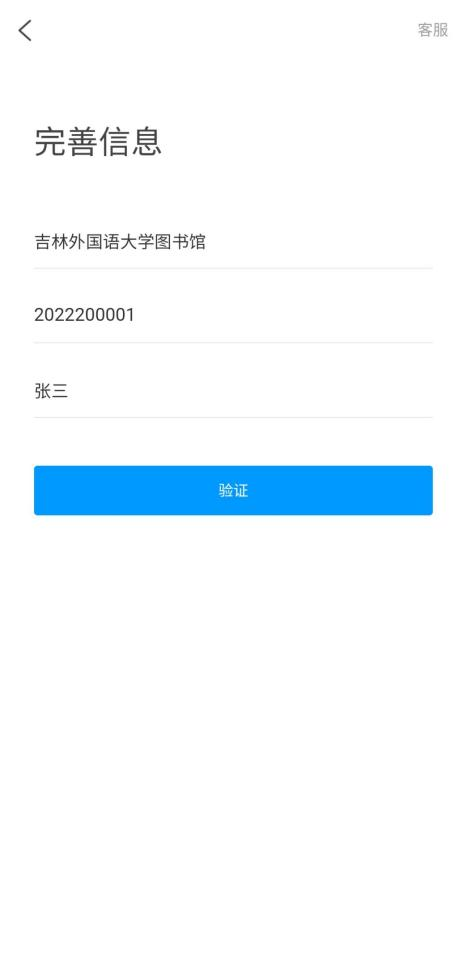 客服
完善信息
吉林外国语大学图书馆
2022200001
张三
验证